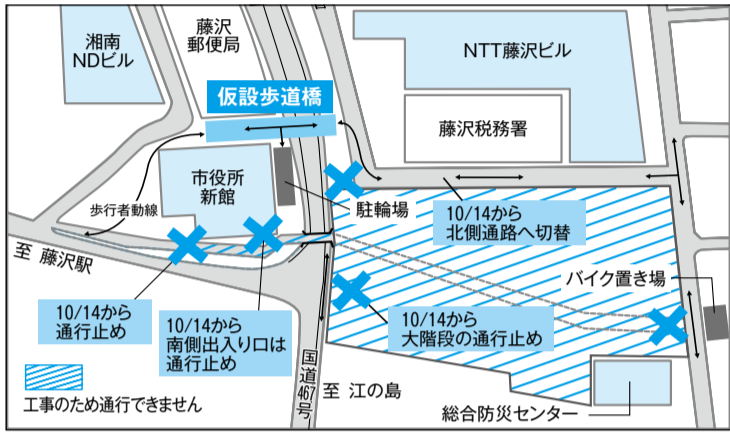 湘南
NDビル
藤沢
郵便局
NTT藤沢ビル
仮設歩道橋
藤沢税務署
市役所
新館
駐輪場
歩行者動線
10/14から
北側通路へ切替
至 藤沢駅
バイク置き場
10/14から
通行止め
10/14から
南側出入り口は
通行止め
10/14から
大階段の通行止め
国道467号
至 江の島
工事のため通行できません
総合防災センター